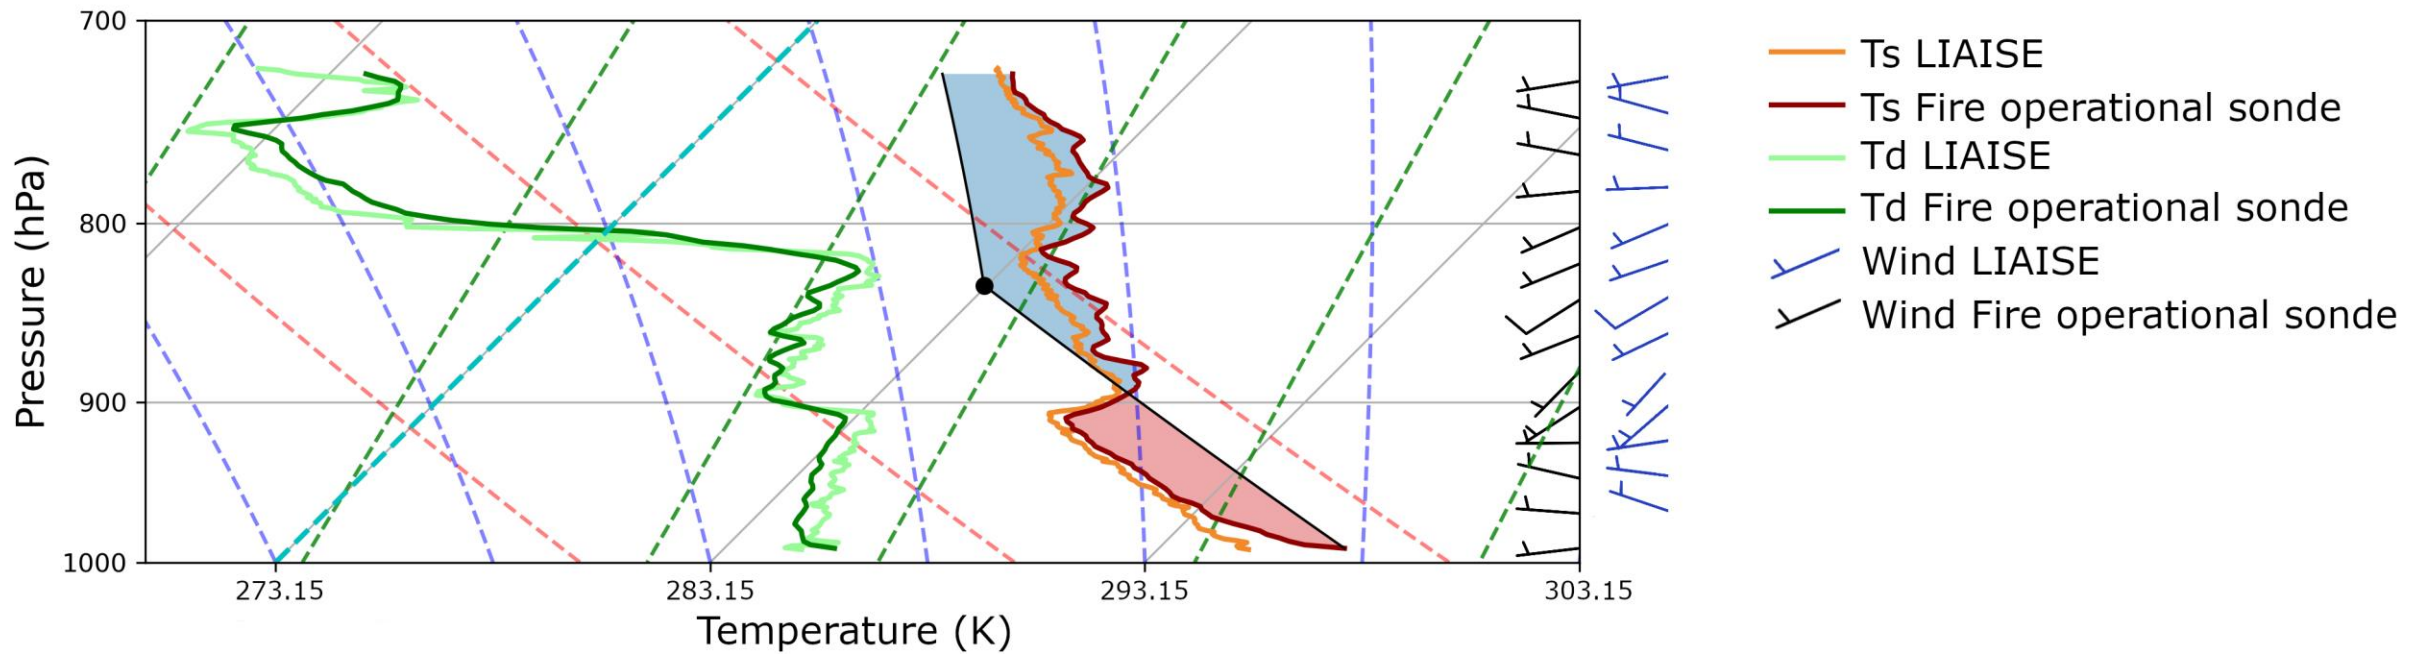 700
800
900
1000
Pressure (hPa)
273.15
283.15
293.15
303.15
Temperature (K)
Ts LIAISE
Ts Fire operational sonde
Td LIAISE
Td Fire operational sonde
Wind LIAISE
Wind Fire operational sonde